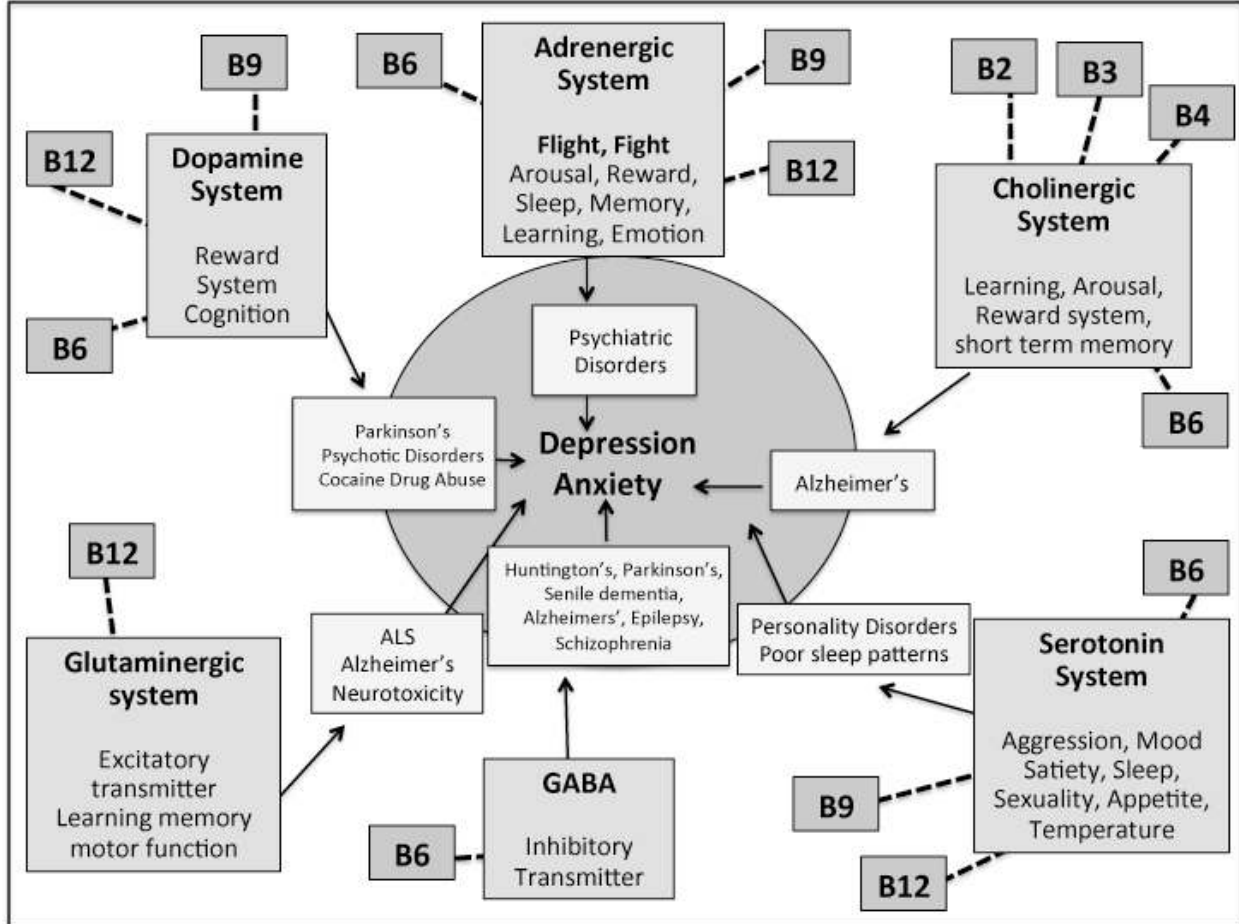 B9
B12
Dopamine
System
Reward
System
Cognition
B6
B6
Adrenergic
System
Flight, Fight
Arousal, Reward,
Sleep, Memory,
Learning, Emotion
B9
B12
B2
B3
B4
Cholinergic
System
Learning, Arousal,
Reward system,
short term memory
B6
Psychiatric
Disorders
Parkinson's
Psychotic Disorders
Cocaine Drug Abuse
Depression
Anxiety
Alzheimer's
B12
Glutaminergic
system
Excitatory
transmitter
Learning memory
motor function
ALS
Alzheimer's
Neurotoxicity
Huntington's, Parkinson's,
Senile dementia,
Alzheimers', Epilepsy,
Schizophrenia
Personality Disorders
Poor sleep patterns
B6
GABA
Inhibitory
Transmitter
B6
Serotonin
System
Aggression, Mood
Satiety, Sleep,
Sexuality, Appetite,
Temperature
B9
B12